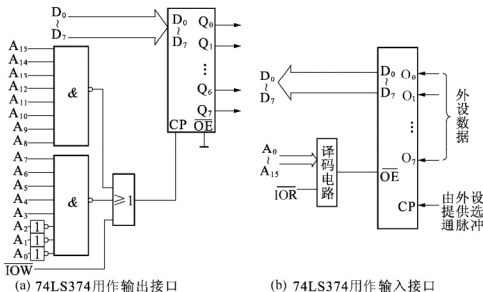 D₀
~
D₇
A₁₅
A₁₄
A₁₃
A₁₂
A₁₁
A₁₀
A₉
A₈
&
A₇
A₆
A₅
A₄
A₃
A₂ 1
A₁ 1
A₀ 1
&
≥1
I̅O̅W̅
D₀
~
D₇
Q₀
Q₁
⋮
Q₆
Q₇
CP O̅E̅
(a) 74LS374用作输出接口
D₀
~
D₇
D₀
~
D₇
O₀
O₁
⋮
O₇
外设数据
A₀
~
A₁₅
I̅O̅R̅
译码电路
O̅E̅
CP
由外设
提供选
通脉冲
(b) 74LS374用作输入接口